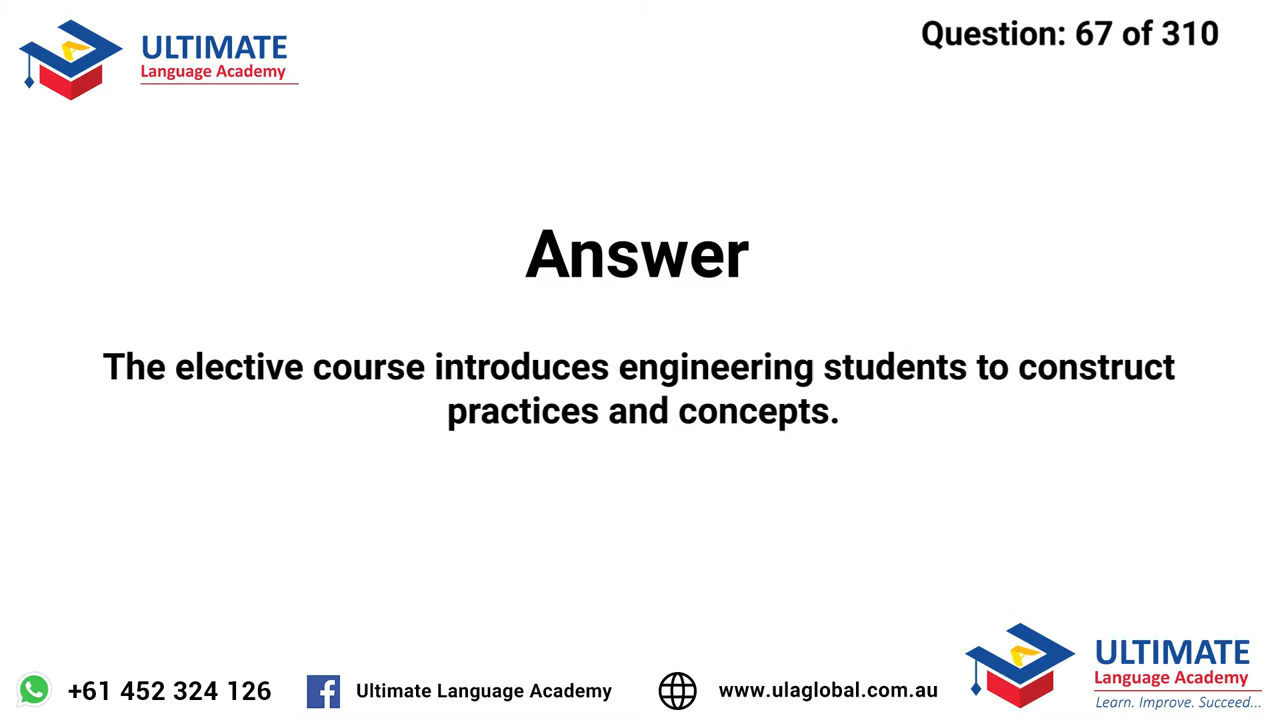 ULTIMATE
Language Academy
Question: 67 of 310
Answer
The elective course introduces engineering students to construct
practices and concepts.
+61 452 324 126
Ultimate Language Academy
www.ulaglobal.com.au
ULTIMATE
Language Academy
Learn. Improve. Succeed...